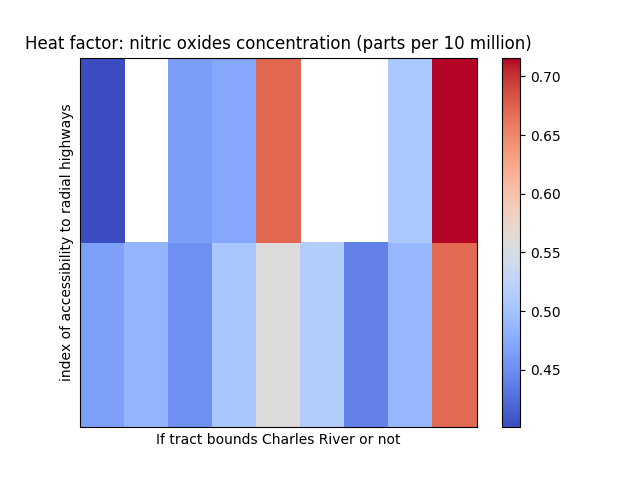 Heat factor: nitric oxides concentration (parts per 10 million)
index of accessibility to radial highways
If tract bounds Charles River or not
0.70
0.65
0.60
0.55
0.50
0.45